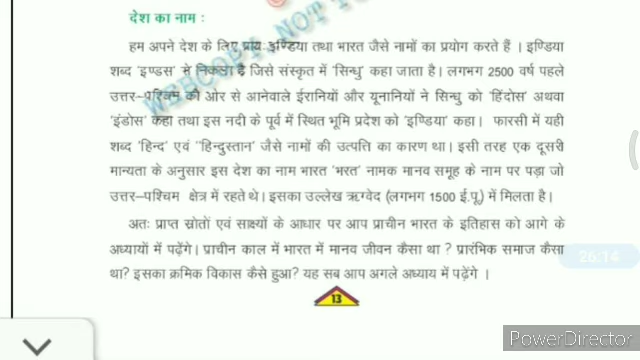 देश का नाम :
हम अपने देश के लिए प्रायः इण्डिया तथा भारत जैसे नामों का प्रयोग करते हैं । इण्डिया
शब्द 'इण्डस' से निकला है जिसे संस्कृत में 'सिन्धु' कहा जाता है। लगभग 2500 वर्ष पहले
उत्तर–पश्चिम की ओर से आनेवाले ईरानियों और यूनानियों ने सिन्धु को 'हिंदोस' अथवा
'इंडोस' कहा तथा इस नदी के पूर्व में स्थित भूमि प्रदेश को 'इण्डिया' कहा। फारसी में यही
शब्द 'हिन्द' एवं "हिन्दुस्तान' जैसे नामों की उत्पति का कारण था। इसी तरह एक दूसरी
मान्यता के अनुसार इस देश का नाम भारत 'भरत' नामक मानव समूह के नाम पर पड़ा जो
उत्तर–पश्चिम क्षेत्र में रहते थे। इसका उल्लेख ऋग्वेद (लगभग 1500 ई.पू.) में मिलता है।
अतः प्राप्त स्रोतों एवं साक्ष्यों के आधार पर आप प्राचीन भारत के इतिहास को आगे के
अध्यायों में पढ़ेंगे। प्राचीन काल में भारत में मानव जीवन कैसा था ? प्रारंभिक समाज कैसा
था? इसका क्रमिक विकास कैसे हुआ? यह सब आप अगले अध्याय में पढ़ेंगे ।
13
26:14
PowerDirector